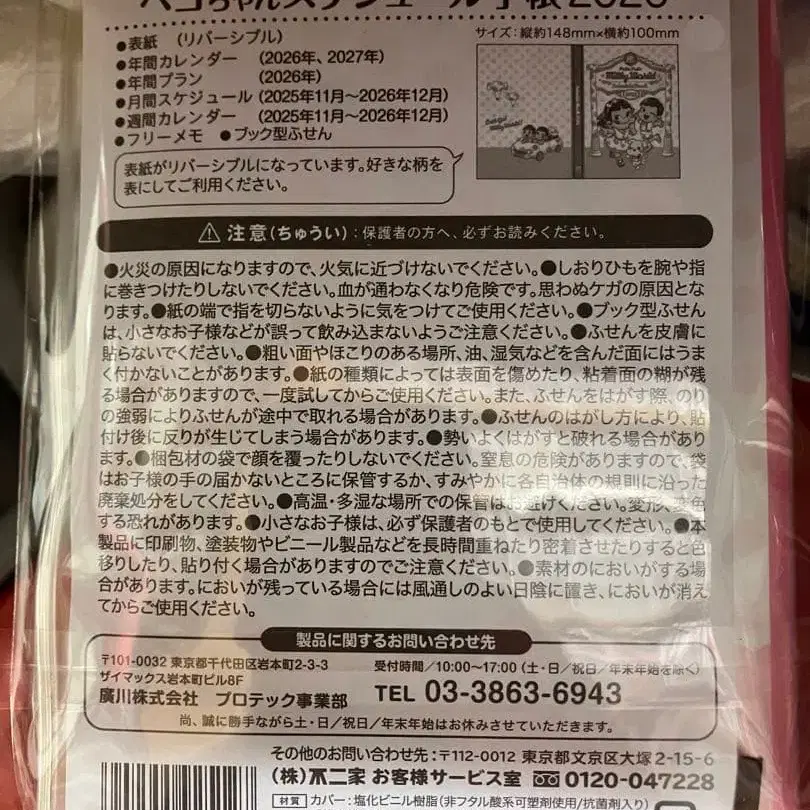 ペコちゃんスケジュール手帳2026
●表紙 （リバーシブル）
●年間カレンダー （2026年、2027年）
●年間プラン （2026年）
●月間スケジュール（2025年11月～2026年12月）
●週間カレンダー （2025年11月～2026年12月）
●フリーメモ ●ブック型ふせん
サイズ：縦約148mm×横約100mm
Milky World
表紙がリバーシブルになっています。好きな柄を
表にしてご利用ください。
⚠ 注意（ちゅうい）：保護者の方へ、必ずお読みください。
●火災の原因になりますので、火気に近づけないでください。●しおりひもを腕や指
に巻きつけたりしないでください。血が通わなくなり危険です。思わぬケガの原因とな
ります。●紙の端で指を切らないように気をつけてご使用ください。●ブック型ふせん
は、小さなお子様などが誤って飲み込まないようご注意ください。●ふせんを皮膚に
貼らないでください。●粗い面やほこりのある場所、油、湿気などを含んだ面にはうま
く付かないことがあります。●紙の種類によっては表面を傷めたり、粘着面の糊が残
る場合がありますので、一度試してからご使用ください。また、ふせんをはがす際、のり
の強弱によりふせんが途中で取れる場合があります。●ふせんのはがし方により、貼
付け後に反りが生じてしまう場合があります。●勢いよくはがすと破れる場合があり
ます。●梱包材の袋で顔を覆ったりしないでください。窒息の危険がありますので、袋
はお子様の手の届かないところに保管するか、すみやかに各自治体の規則に沿った
廃棄処分をしてください。●高温・多湿な場所での保管はお避けください。変形、変色
する恐れがあります。●小さなお子様は、必ず保護者のもとで使用してください。●本
製品に印刷物、塗装物やビニール製品などを長時間重ねたり密着させたりすると色
移りしたり、貼り付く場合がありますのでご注意ください。●素材のにおいがする場
合があります。においが残っている場合には風通しのよい日陰に置き、においが消え
てからご使用ください。
製品に関するお問い合わせ先
〒101-0032 東京都千代田区岩本町2-3-3
ザイマックス岩本町ビル8F
廣川株式会社 プロテック事業部
受付時間／10:00～17:00（土・日／祝日／年末年始を除く）
TEL 03-3863-6943
尚、誠に勝手ながら土・日／祝日／年末年始はお休みさせていただきます。
その他のお問い合わせ先：〒112-0012 東京都文京区大塚2-15-6
（株）不二家 お客様サービス室 0120-047228
材質 カバー：塩化ビニル樹脂（非フタル酸系可塑剤使用/抗菌剤入り）